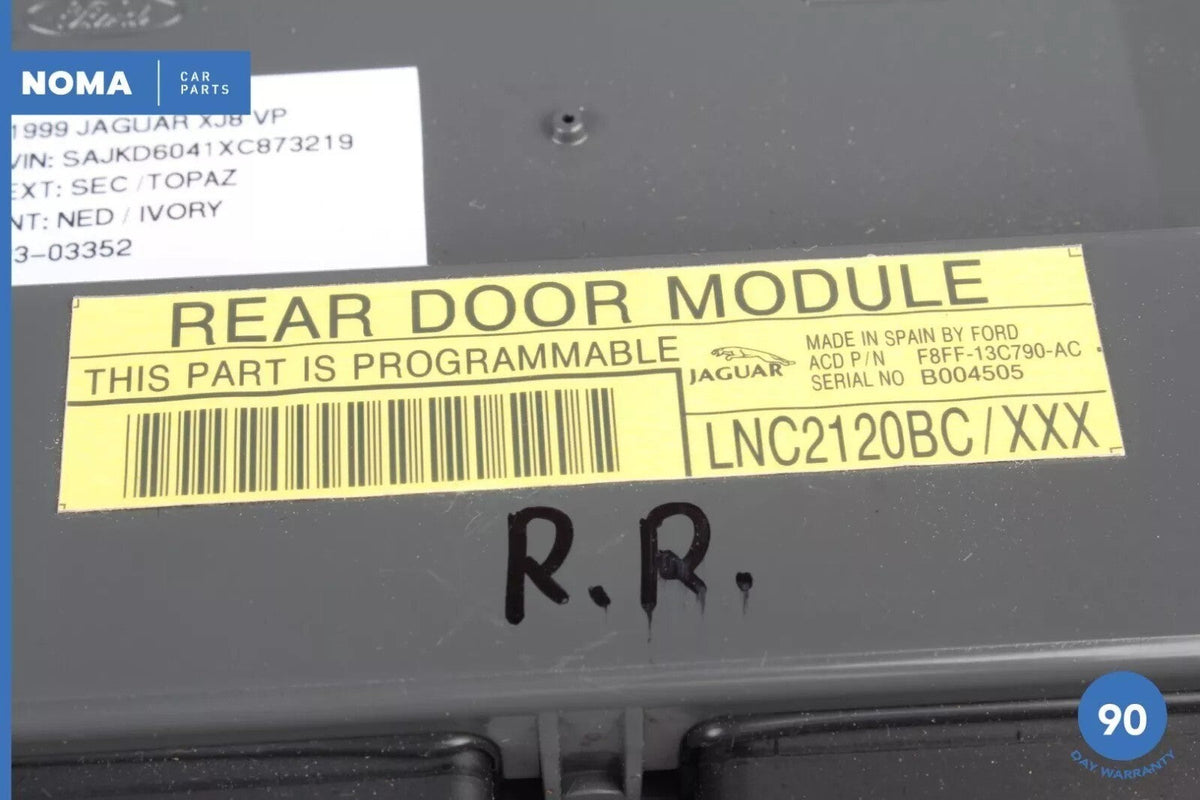 Ford
NOMA CAR PARTS
1999 JAGUAR XJ8 VP
VIN: SAJKD6041XC873219
EXT: SEC / TOPAZ
NT: NED / IVORY
3-03352
REAR DOOR MODULE
THIS PART IS PROGRAMMABLE
JAGUAR
MADE IN SPAIN BY FORD
ACD P/N F8FF-13C790-AC
SERIAL NO B004505
LNC2120BC/XXX
R.R.
90
DAY WARRANTY